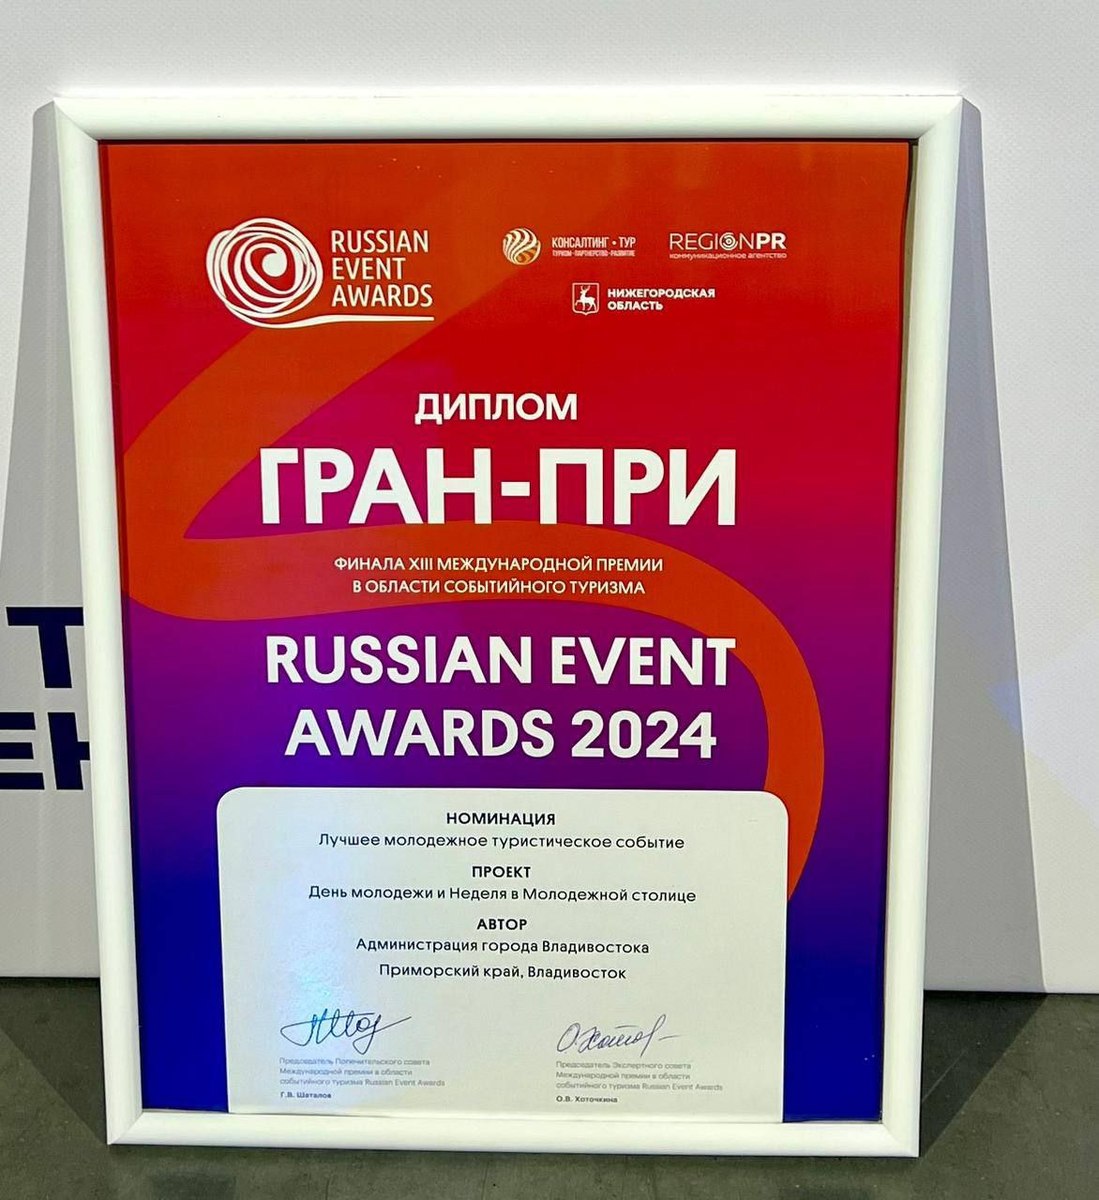 RUSSIAN
EVENT
AWARDS
КОНСАЛТИНГ • ТУР
ТУРИЗМ•ПАРТНЕРСТВО•РАЗВИТИЕ
REGIONPR
коммуникационное агентство
НИЖЕГОРОДСКАЯ
ОБЛАСТЬ
ДИПЛОМ
ГРАН-ПРИ
ФИНАЛА XIII МЕЖДУНАРОДНОЙ ПРЕМИИ
В ОБЛАСТИ СОБЫТИЙНОГО ТУРИЗМА
RUSSIAN EVENT
AWARDS 2024
НОМИНАЦИЯ
Лучшее молодежное туристическое событие
ПРОЕКТ
День молодежи и Неделя в Молодежной столице
АВТОР
Администрация города Владивостока
Приморский край, Владивосток
Председатель Попечительского совета
Международной премии в области
событийного туризма Russian Event Awards
Г.В. Шаталов
Председатель Экспертного совета
Международной премии в области
событийного туризма Russian Event Awards
О.В. Хоточкина